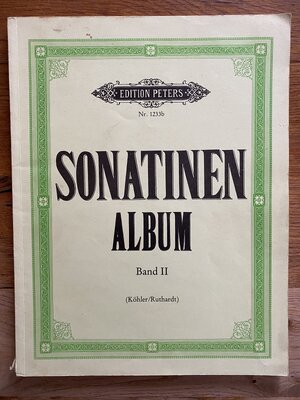 EDITION PETERS
Nr. 1233b
SONATINEN
ALBUM
Band II
(Köhler/Ruthardt)